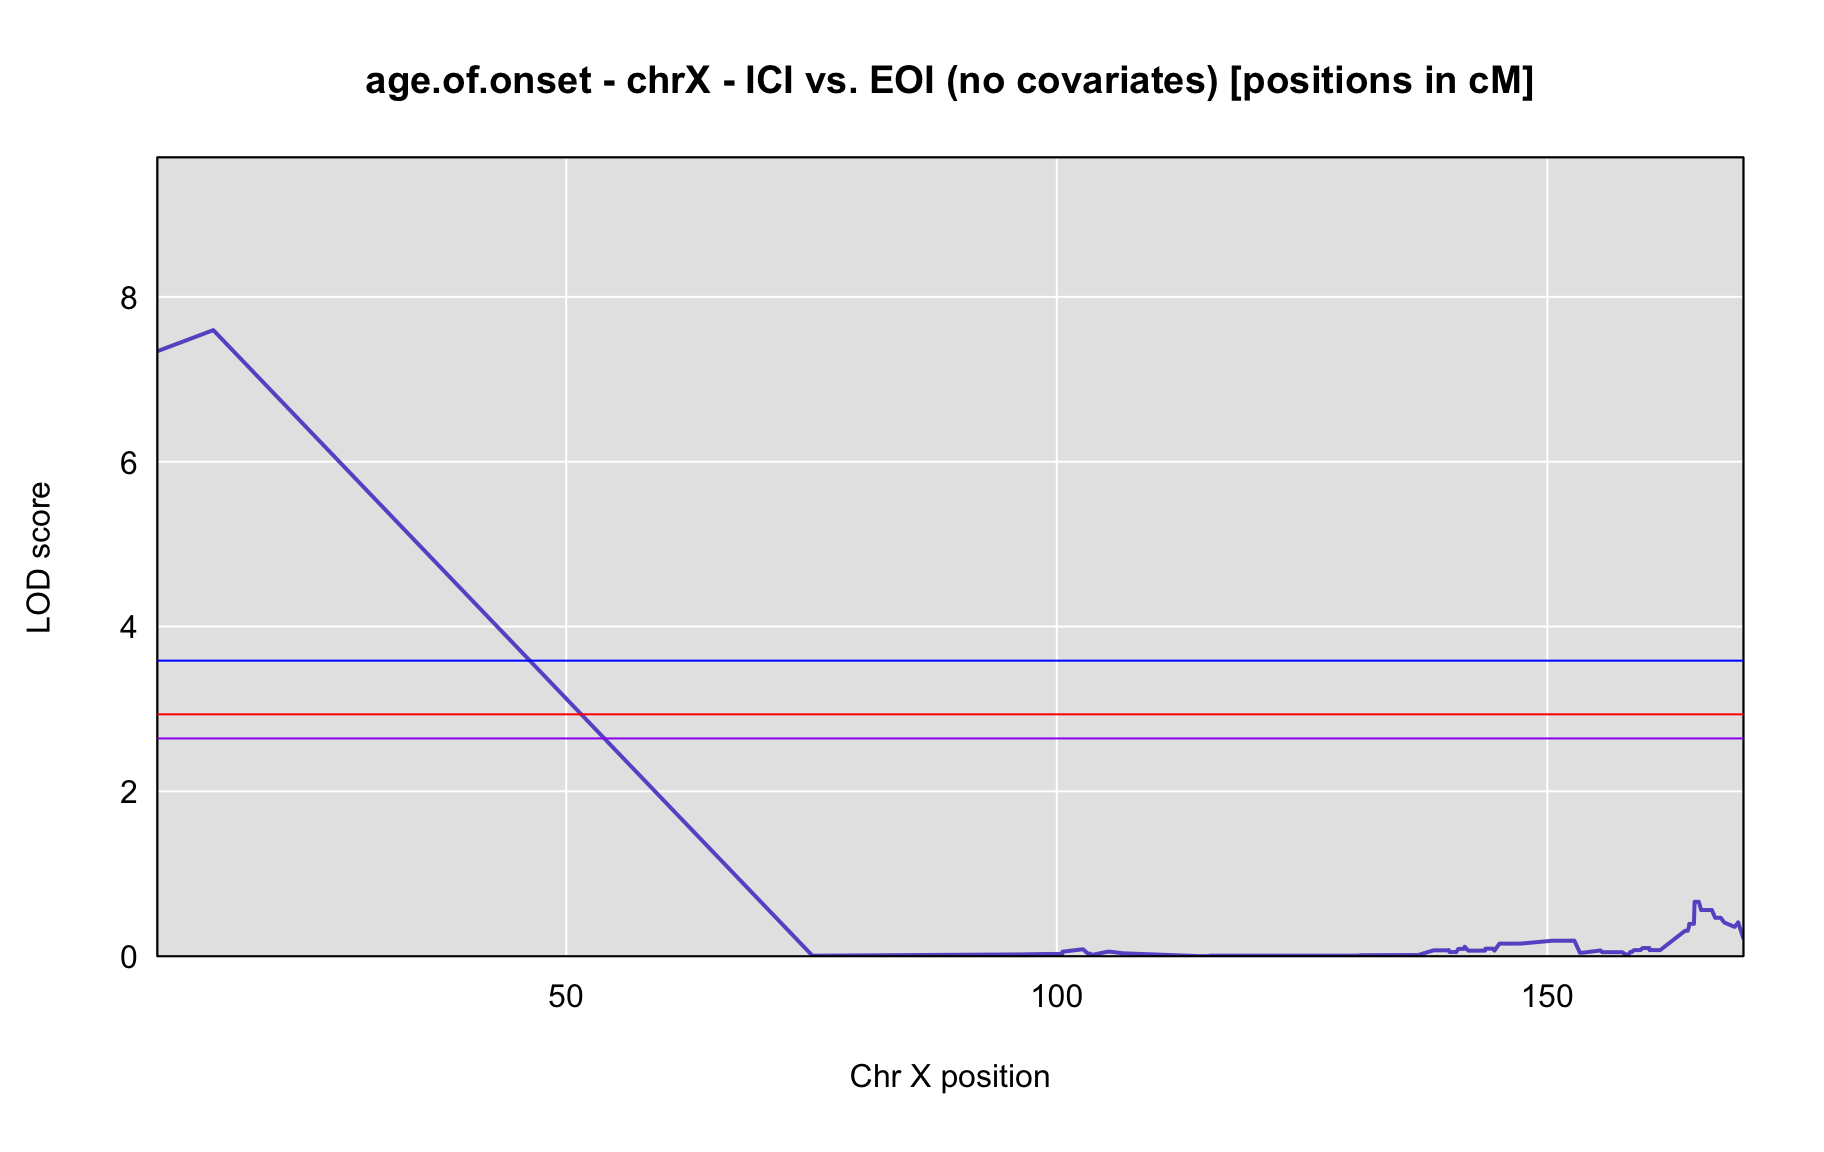 age.of.onset - chrX - ICI vs. EOI (no covariates) [positions in cM]
8
6
4
2
0
LOD score
50 100 150
Chr X position